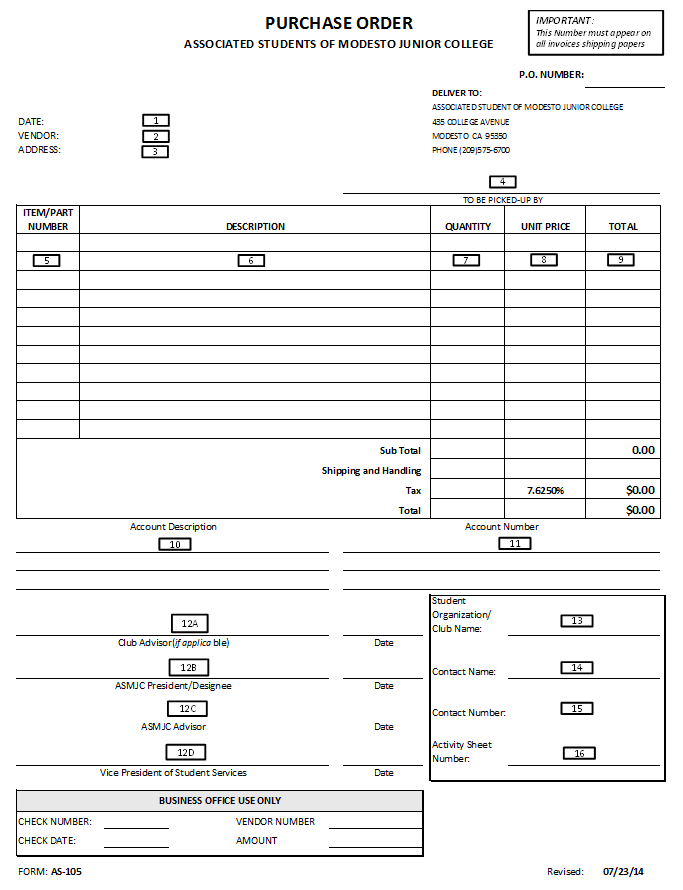 PURCHASE ORDER
ASSOCIATED STUDENTS OF MODESTO JUNIOR COLLEGE
IMPORTANT:
This Number must appear on
all invoices shipping papers
P.O. NUMBER:
DELIVER TO:
ASSOCIATED STUDENT OF MODESTO JUNIOR COLLEGE
435 COLLEGE AVENUE
MODESTO CA 95350
PHONE (209)575-6700
DATE: 1
VENDOR: 2
ADDRESS: 3
4
TO BE PICKED-UP BY
ITEM/PART
NUMBER DESCRIPTION QUANTITY UNIT PRICE TOTAL
5 6 7 8 9
Sub Total 0.00
Shipping and Handling
Tax 7.6250% $0.00
Total $0.00
Account Description Account Number
10 11
12A
Club Advisor(if applica ble) Date
12B
ASMJC President/Designee Date
12C
ASMJC Advisor Date
12D
Vice President of Student Services Date
Student
Organization/
Club Name: 13
Contact Name: 14
Contact Number: 15
Activity Sheet
Number: 16
BUSINESS OFFICE USE ONLY
CHECK NUMBER: VENDOR NUMBER
CHECK DATE: AMOUNT
FORM: AS-105 Revised: 07/23/14